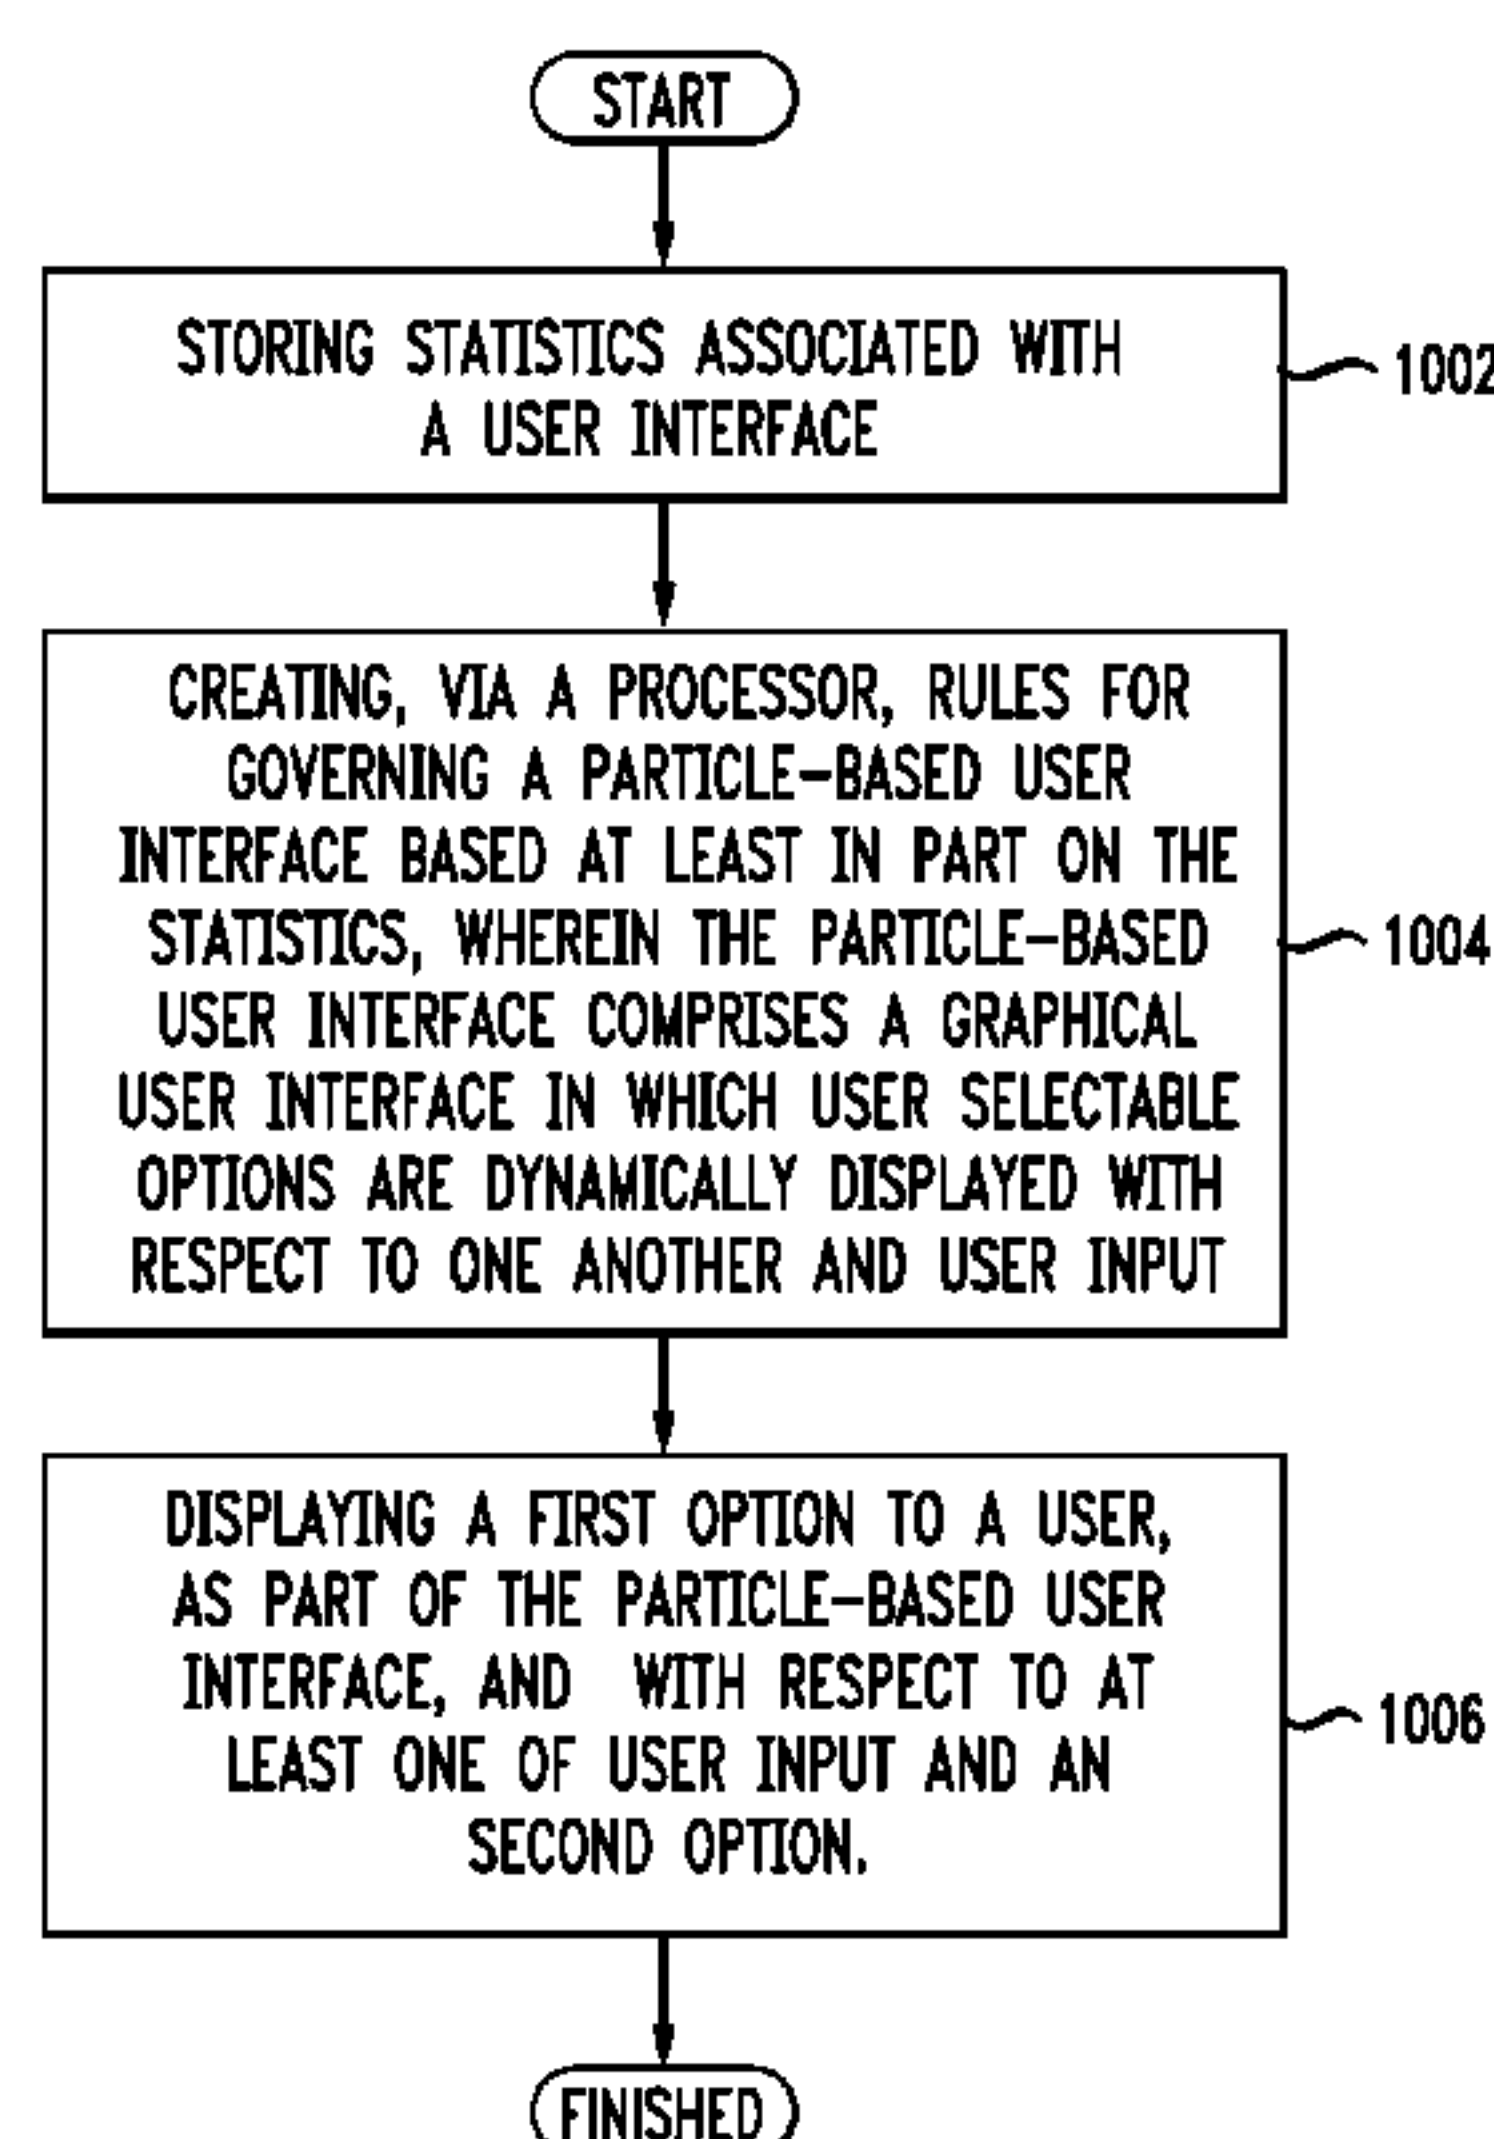 START
STORING STATISTICS ASSOCIATED WITH
A USER INTERFACE
1002
CREATING, VIA A PROCESSOR, RULES FOR
GOVERNING A PARTICLE-BASED USER
INTERFACE BASED AT LEAST IN PART ON THE
STATISTICS, WHEREIN THE PARTICLE-BASED
USER INTERFACE COMPRISES A GRAPHICAL
USER INTERFACE IN WHICH USER SELECTABLE
OPTIONS ARE DYNAMICALLY DISPLAYED WITH
RESPECT TO ONE ANOTHER AND USER INPUT
1004
DISPLAYING A FIRST OPTION TO A USER,
AS PART OF THE PARTICLE-BASED USER
INTERFACE, AND WITH RESPECT TO AT
LEAST ONE OF USER INPUT AND AN
SECOND OPTION.
1006
FINISHED